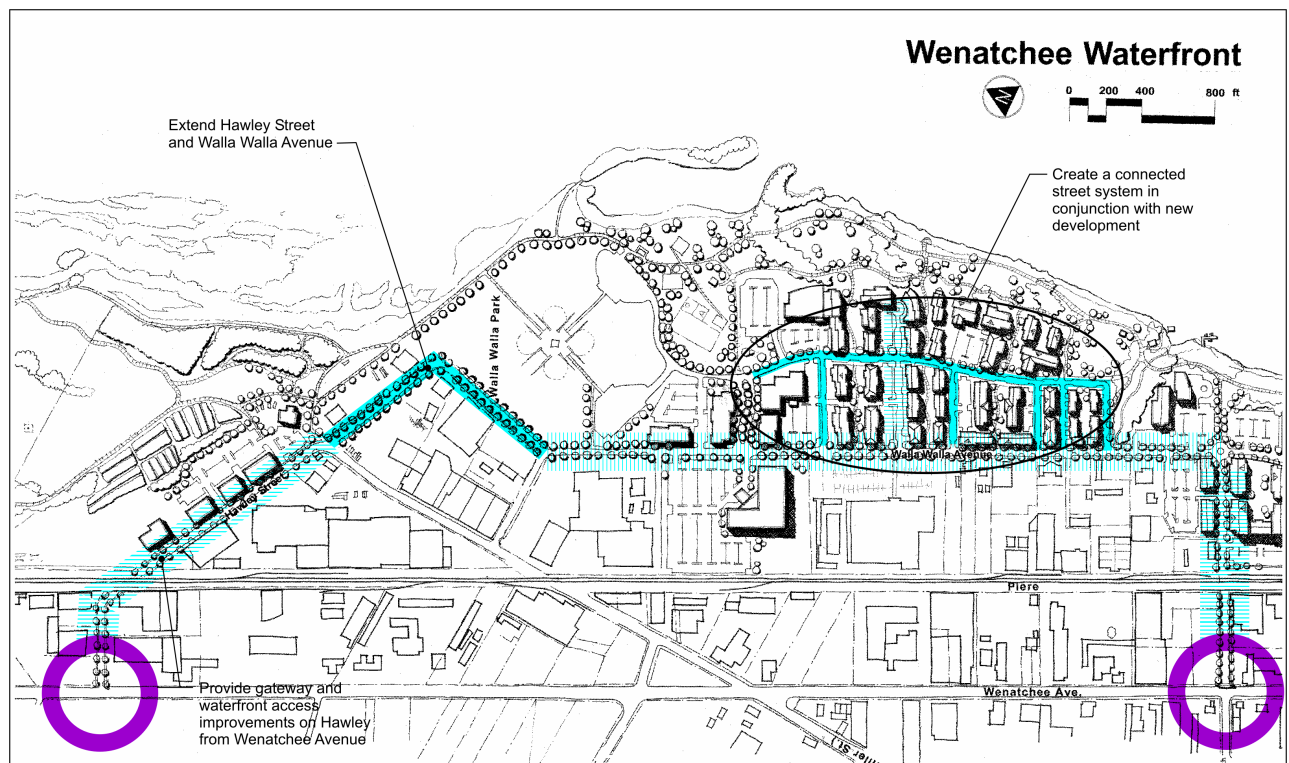 Wenatchee Waterfront
N
0 200 400 800 ft
Extend Hawley Street
and Walla Walla Avenue
Create a connected
street system in
conjunction with new
development
Walla Walla Park
Walla Walla Avenue
Hawley Street
Piere
Wenatchee Ave.
Provide gateway and
waterfront access
improvements on Hawley
from Wenatchee Avenue